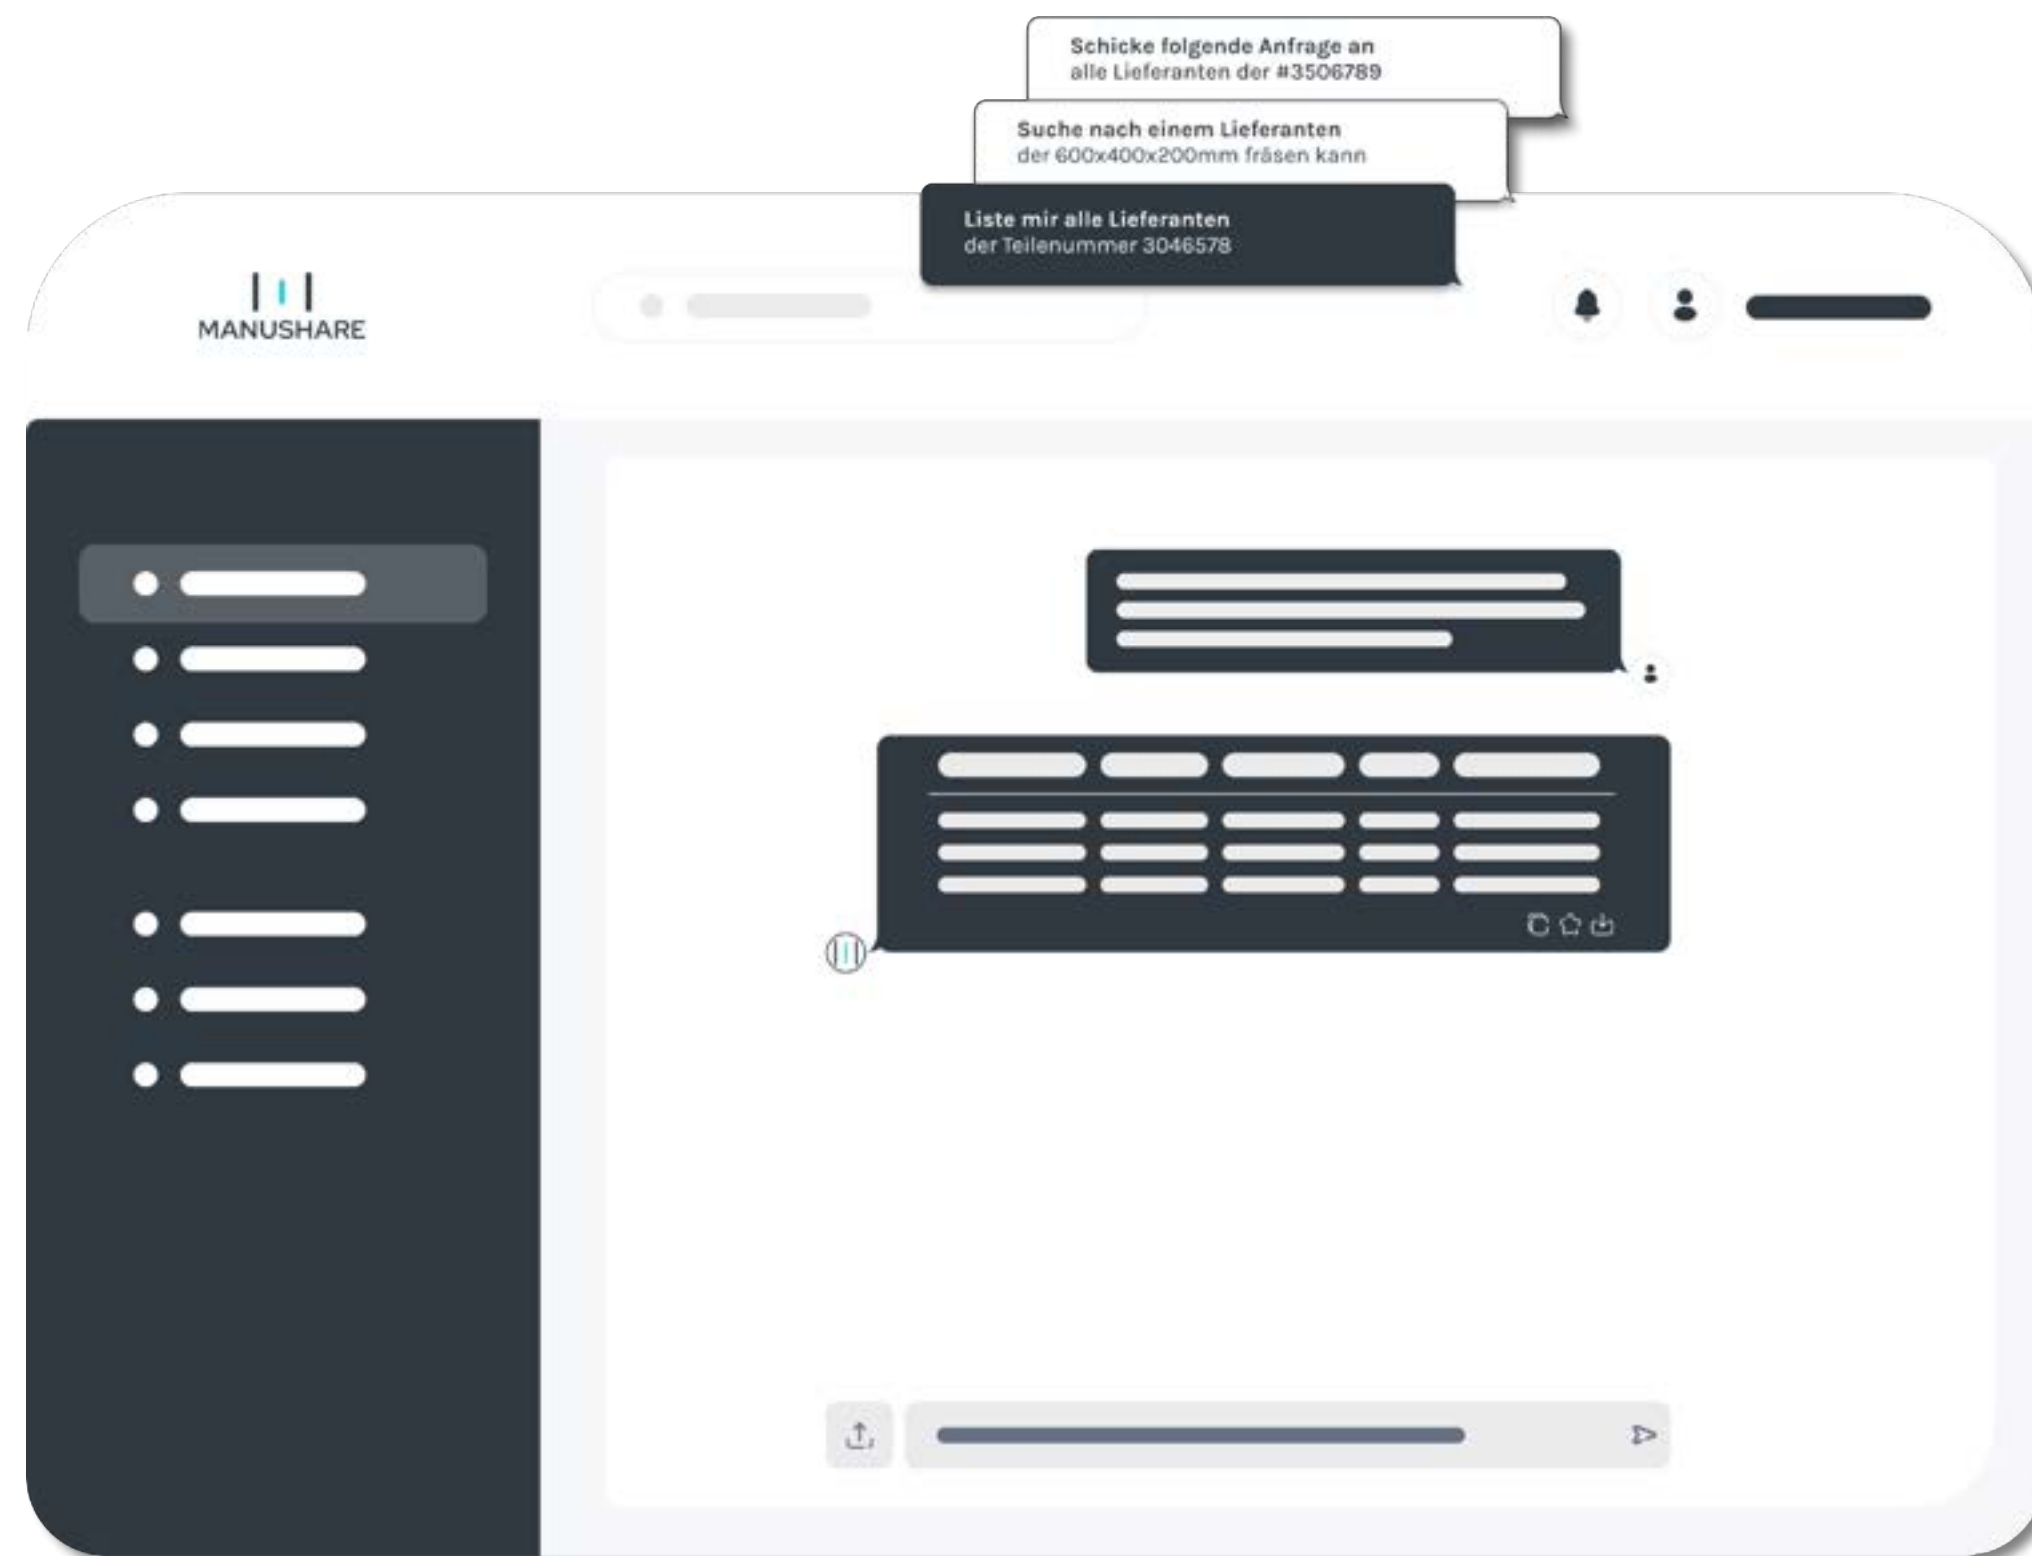 Schicke folgende Anfrage an
alle Lieferanten der #3506789
Suche nach einem Lieferanten
der 600x400x200mm fräsen kann
Liste mir alle Lieferanten
der Teilenummer 3046578
MANUSHARE